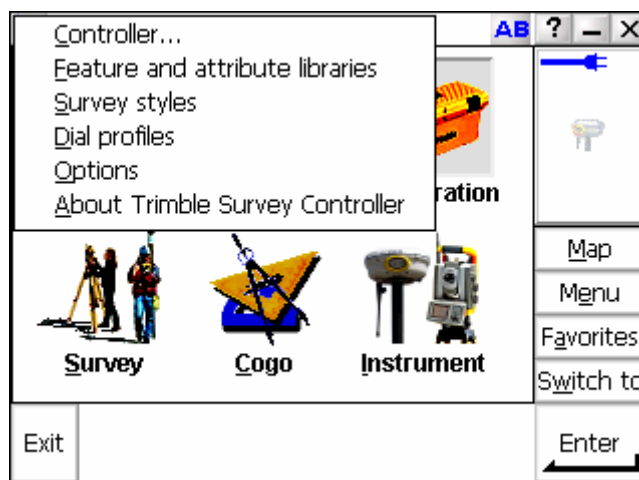 Controller...
Feature and attribute libraries
Survey styles
Dial profiles
Options
About Trimble Survey Controller
AB ?
ration
Survey Cogo Instrument
Map
Menu
Favorites
Switch to
Exit
Enter